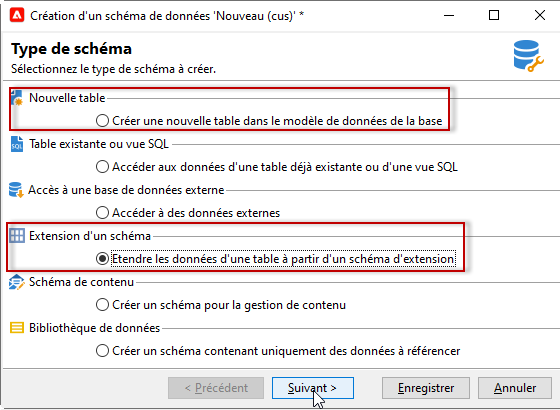 Création d'un schéma de données 'Nouveau (cus)' *
Type de schéma
Sélectionnez le type de schéma à créer.
Nouvelle table
Créer une nouvelle table dans le modèle de données de la base
Table existante ou vue SQL
Accéder aux données d'une table déjà existante ou d'une vue SQL
Accès à une base de données externe
Accéder à des données externes
Extension d'un schéma
Etendre les données d'une table à partir d'un schéma d'extension
Schéma de contenu
Créer un schéma pour la gestion de contenu
Bibliothèque de données
Créer un schéma contenant uniquement des données à référencer
< Précédent Suivant > Enregistrer Annuler